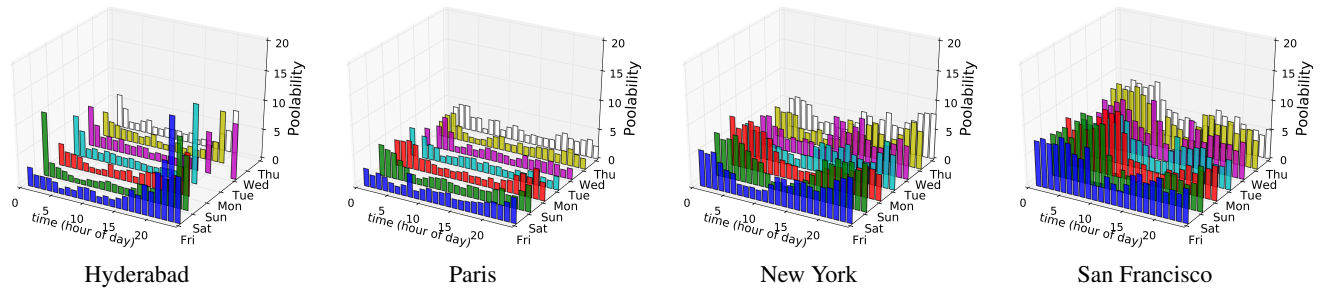 20
15
10
5
0
Poolability
Thu
Wed
Tue
Mon
Sun
Sat
Fri
0
5
10
15
20
time (hour of day)
Hyderabad
20
15
10
5
0
Poolability
Thu
Wed
Tue
Mon
Sun
Sat
Fri
0
5
10
15
20
time (hour of day)
Paris
20
15
10
5
0
Poolability
Thu
Wed
Tue
Mon
Sun
Sat
Fri
0
5
10
15
20
time (hour of day)
New York
20
15
10
5
0
Poolability
Thu
Wed
Tue
Mon
Sun
Sat
Fri
0
5
10
15
20
time (hour of day)
San Francisco